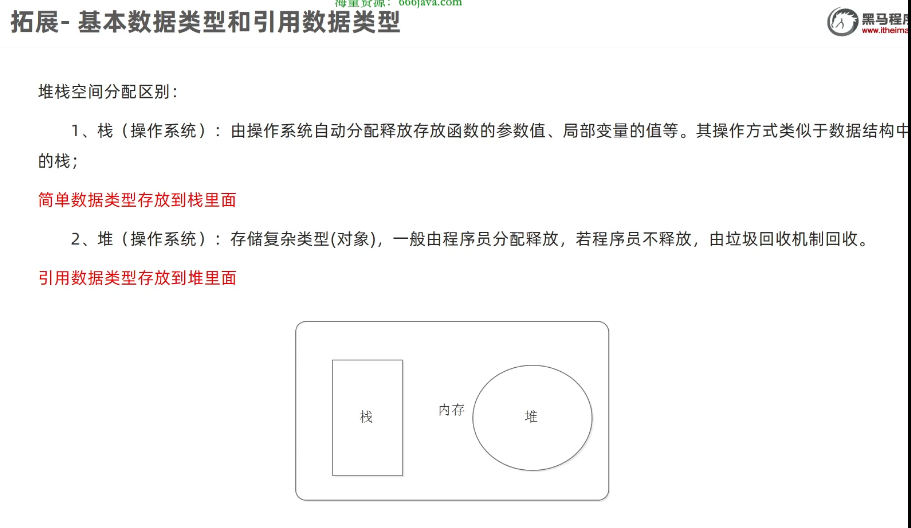 海量资源：666java.com
拓展- 基本数据类型和引用数据类型
黑马程序
www.itheima
堆栈空间分配区别：
1、栈（操作系统）：由操作系统自动分配释放存放函数的参数值、局部变量的值等。其操作方式类似于数据结构中
的栈；
简单数据类型存放到栈里面
2、堆（操作系统）：存储复杂类型(对象)，一般由程序员分配释放，若程序员不释放，由垃圾回收机制回收。
引用数据类型存放到堆里面
栈
内存
堆